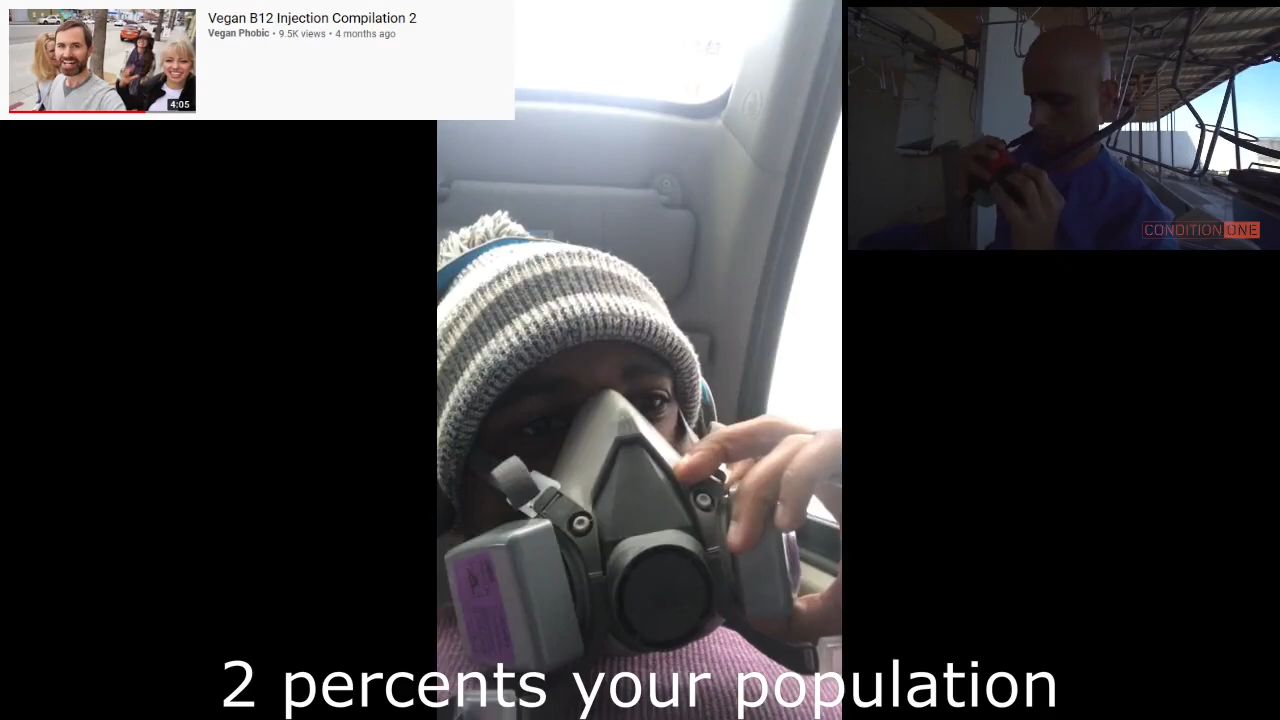 Vegan B12 Injection Compilation 2
Vegan Phobic • 9.5K views • 4 months ago
4:05
CONDITION ONE
2 percents your population